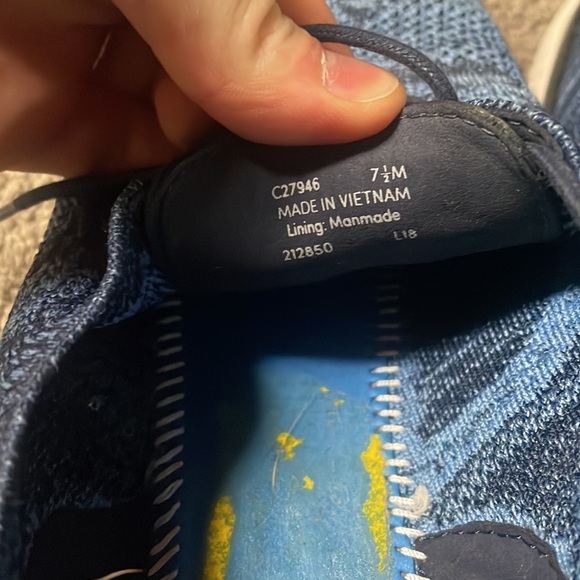 C27946 7½M
MADE IN VIETNAM
Lining: Manmade
212850 L18